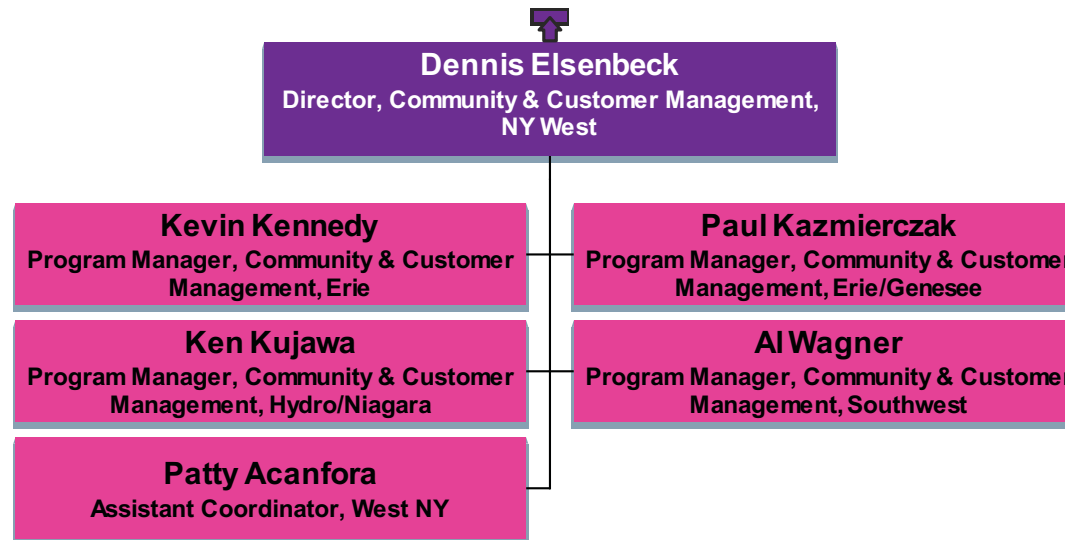 Dennis Elsenbeck
Director, Community & Customer Management,
NY West
Kevin Kennedy
Program Manager, Community & Customer
Management, Erie
Paul Kazmierczak
Program Manager, Community & Customer
Management, Erie/Genesee
Ken Kujawa
Program Manager, Community & Customer
Management, Hydro/Niagara
Al Wagner
Program Manager, Community & Customer
Management, Southwest
Patty Acanfora
Assistant Coordinator, West NY